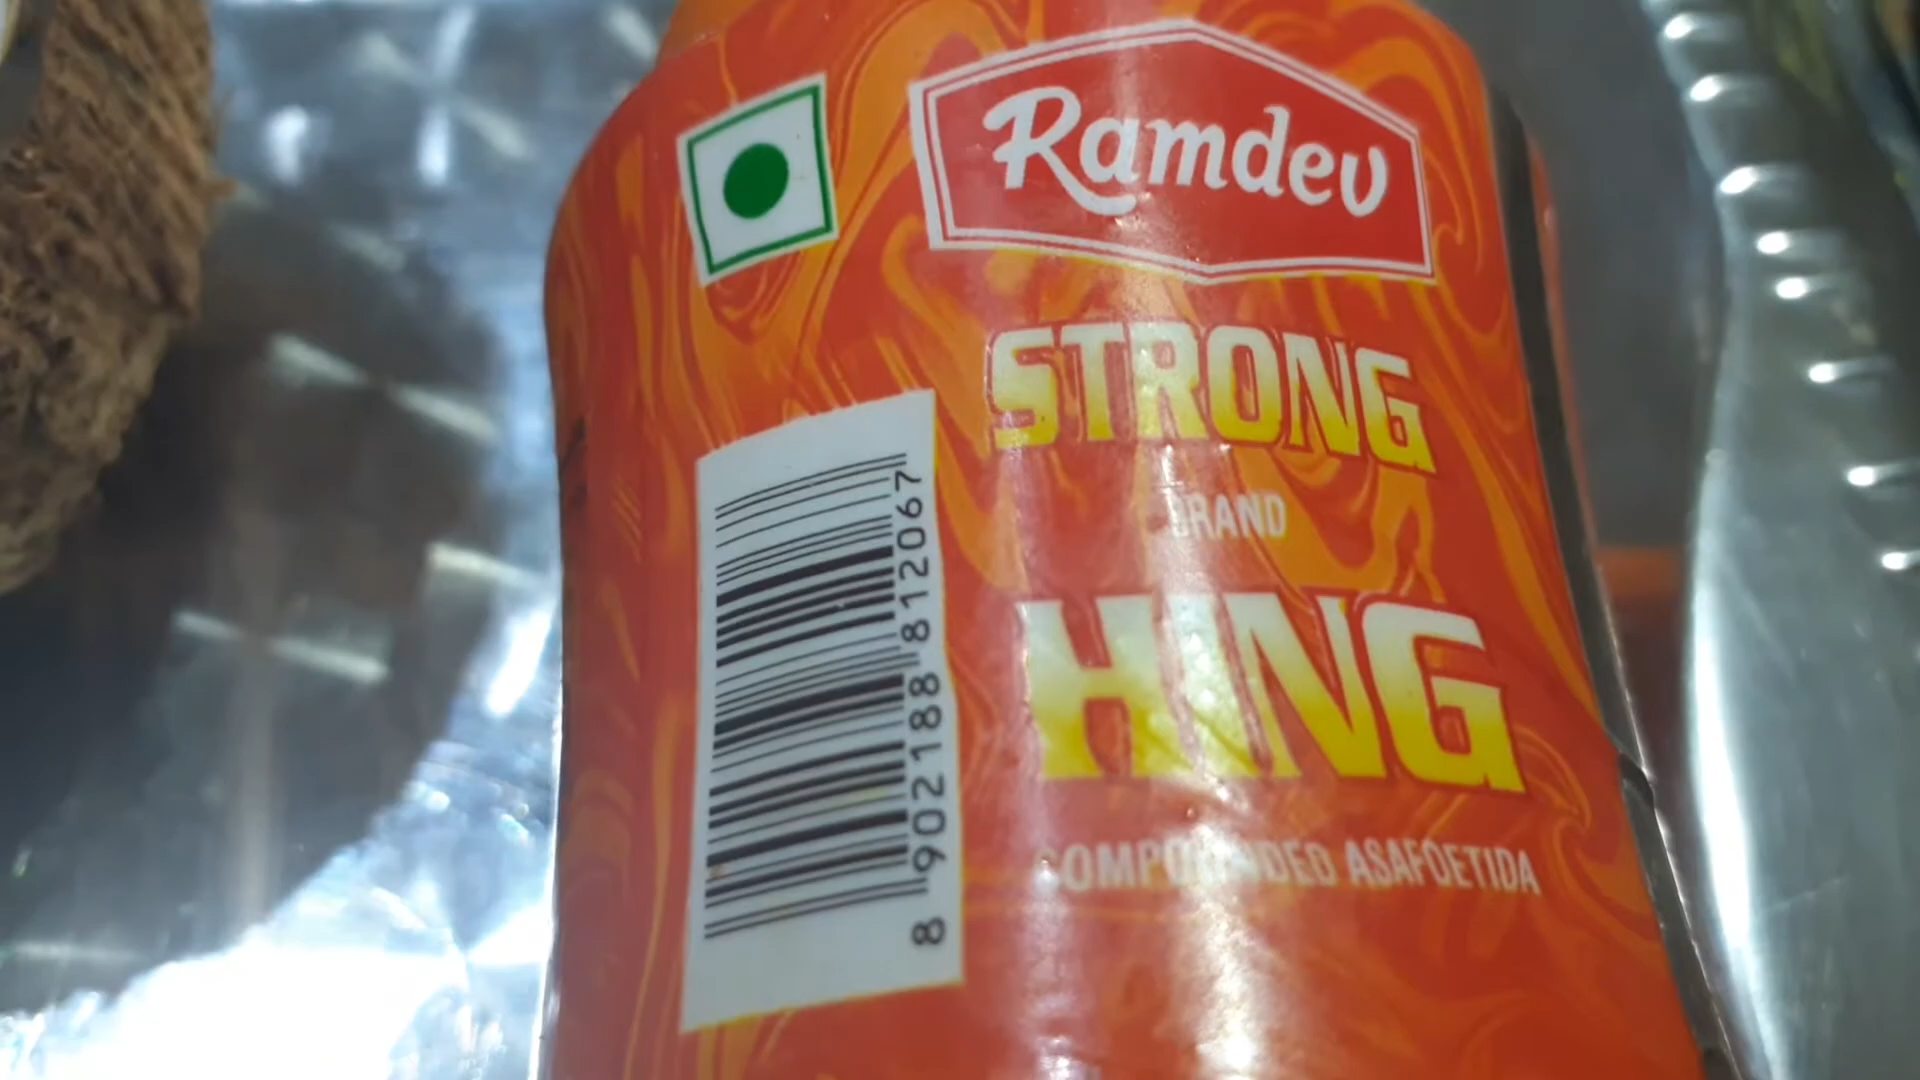 Ramdev
STRONG
BRAND
HING
COMPOUNDED ASAFOETIDA
8 902188 812067